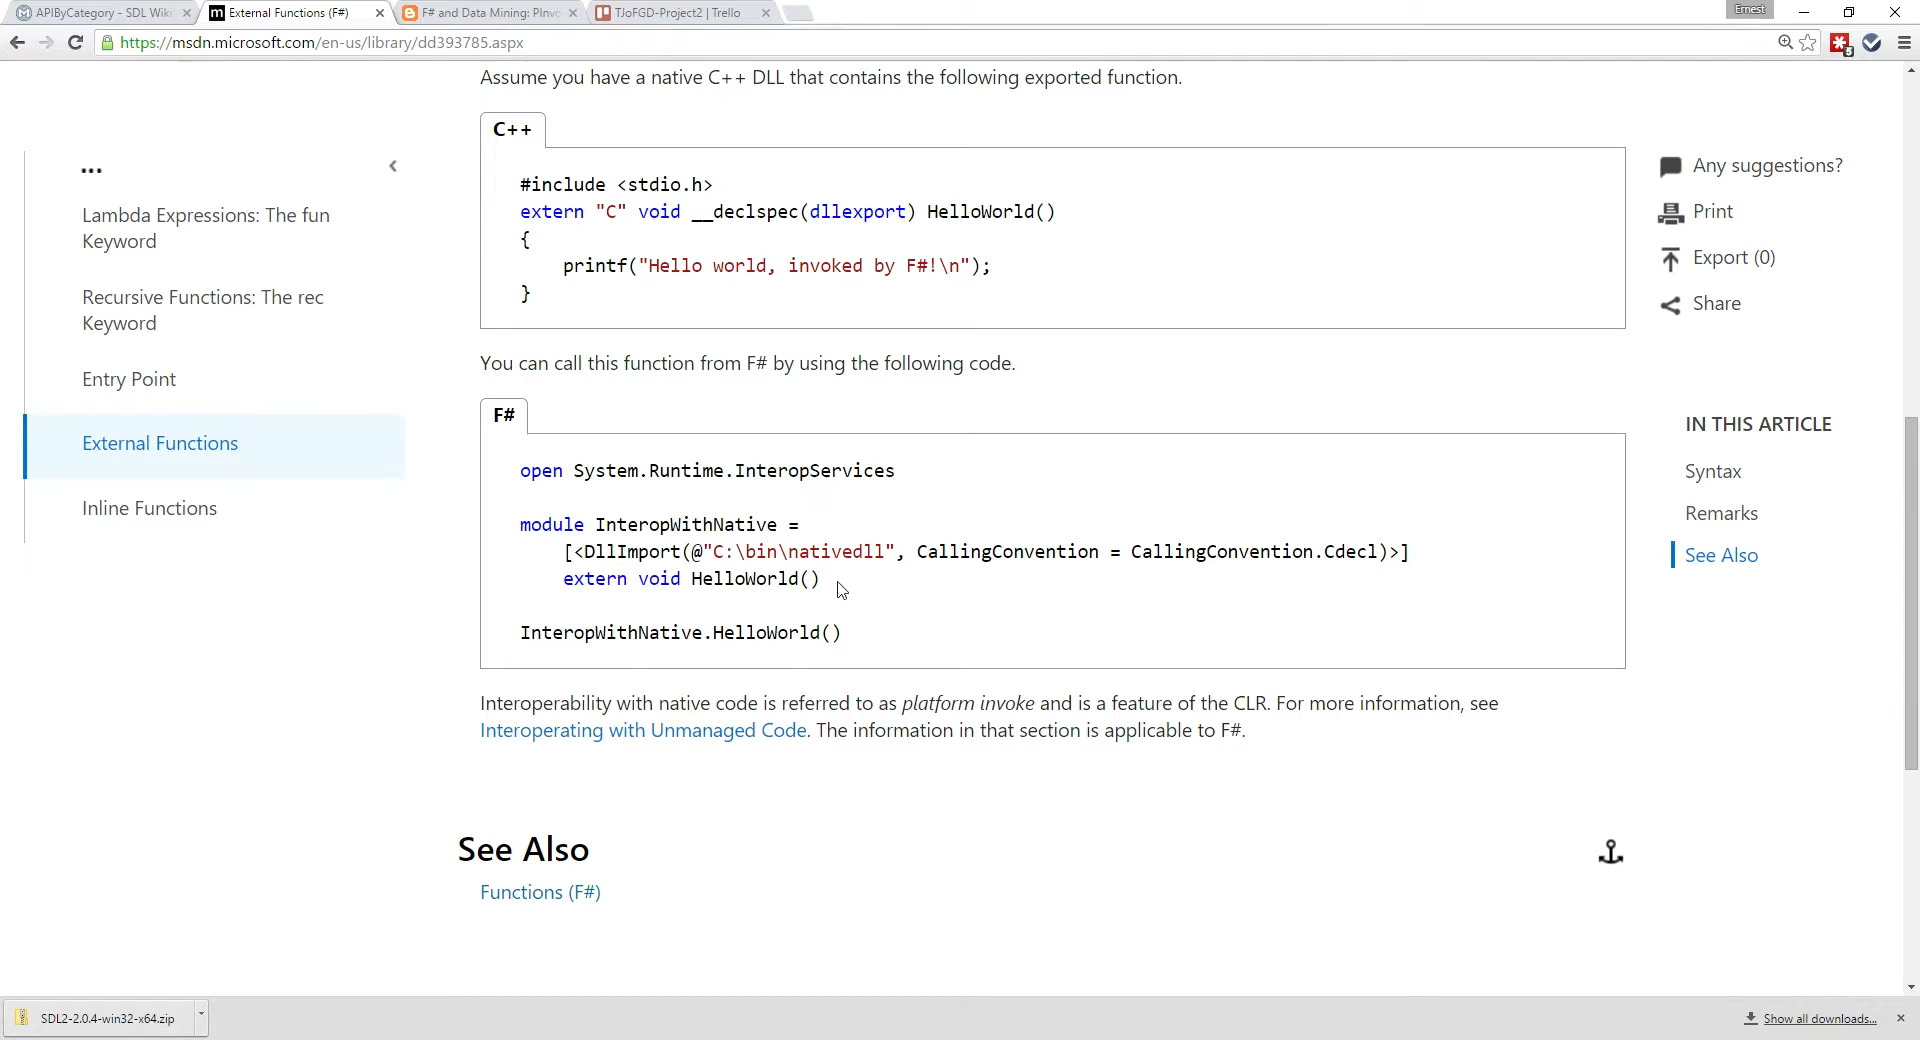 APIByCategory - SDL Wiki
External Functions (F#)
F# and Data Mining: PInvo
TJoFGD-Project2 | Trello
Ernest
https://msdn.microsoft.com/en-us/library/dd393785.aspx
Assume you have a native C++ DLL that contains the following exported function.
C++
#include <stdio.h>
extern "C" void __declspec(dllexport) HelloWorld()
{
    printf("Hello world, invoked by F#!\n");
}
...
Lambda Expressions: The fun
Keyword
Recursive Functions: The rec
Keyword
Entry Point
External Functions
Inline Functions
Any suggestions?
Print
Export (0)
Share
You can call this function from F# by using the following code.
F#
open System.Runtime.InteropServices
module InteropWithNative =
    [<DllImport(@"C:\bin\nativedll", CallingConvention = CallingConvention.Cdecl)>]
    extern void HelloWorld()
InteropWithNative.HelloWorld()
IN THIS ARTICLE
Syntax
Remarks
See Also
Interoperability with native code is referred to as platform invoke and is a feature of the CLR. For more information, see
Interoperating with Unmanaged Code. The information in that section is applicable to F#.
See Also
Functions (F#)
SDL2-2.0.4-win32-x64.zip
Show all downloads...